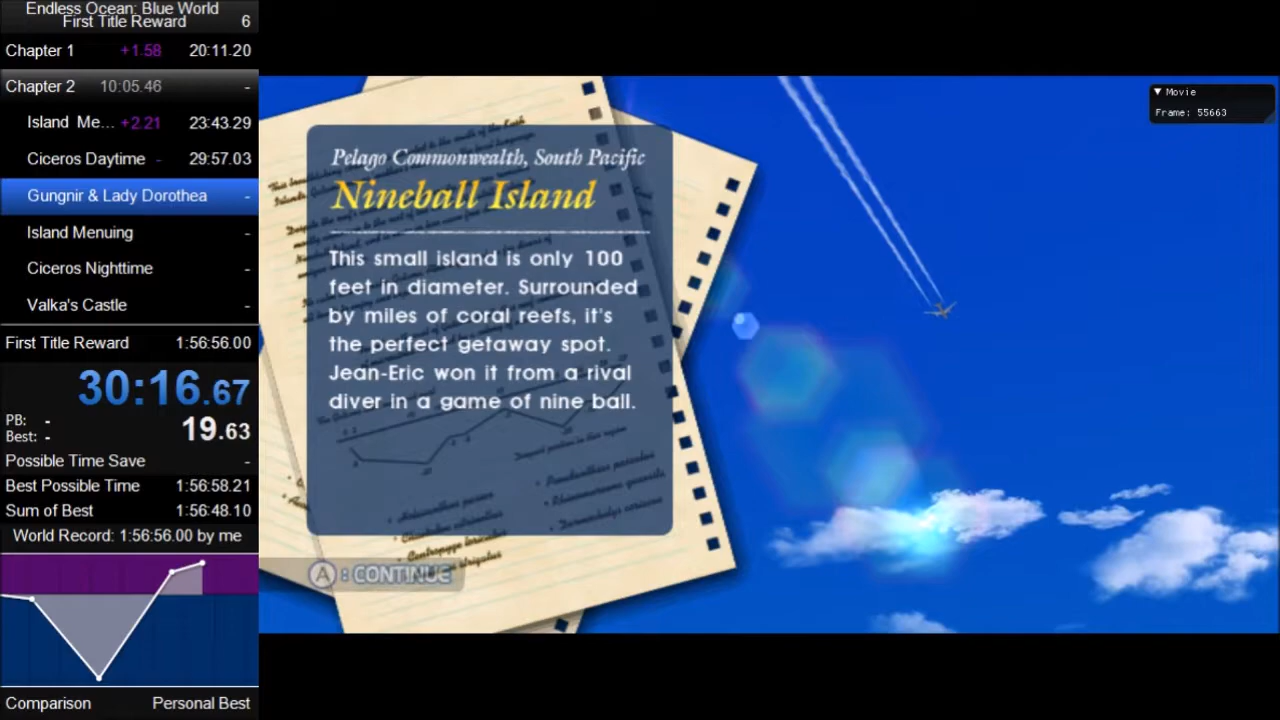 Endless Ocean: Blue World
First Title Reward 6
Chapter 1 +1.58 20:11.20
Chapter 2 10:05.46 -
Island Me... +2.21 23:43.29
Ciceros Daytime - 29:57.03
Gungnir & Lady Dorothea -
Island Menuing -
Ciceros Nighttime -
Valka's Castle -
First Title Reward 1:56:56.00
30:16.67
PB: -
Best: -
19.63
Possible Time Save -
Best Possible Time 1:56:58.21
Sum of Best 1:56:48.10
World Record: 1:56:56.00 by me
Comparison Personal Best
Pelago Commonwealth, South Pacific
Nineball Island
This small island is only 100
feet in diameter. Surrounded
by miles of coral reefs, it's
the perfect getaway spot.
Jean-Eric won it from a rival
diver in a game of nine ball.
A : CONTINUE
▼ Movie
Frame: 55663